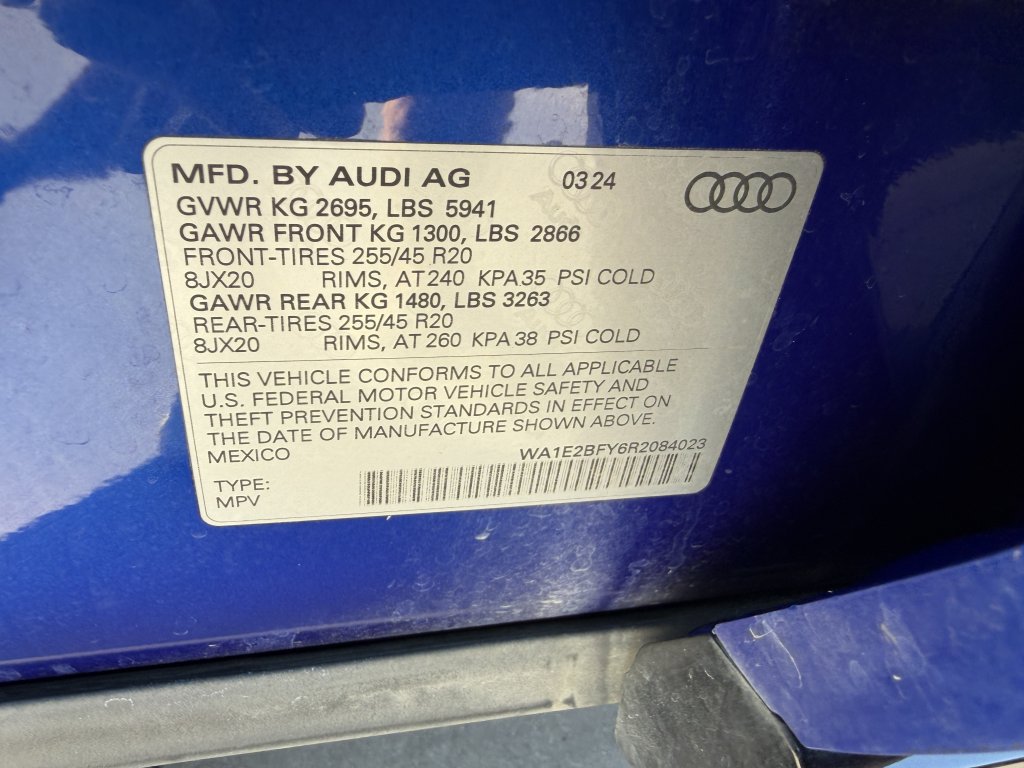 MFD. BY AUDI AG 03 24
GVWR KG 2695, LBS 5941
GAWR FRONT KG 1300, LBS 2866
FRONT-TIRES 255/45 R20
8JX20 RIMS, AT 240 KPA 35 PSI COLD
GAWR REAR KG 1480, LBS 3263
REAR-TIRES 255/45 R20
8JX20 RIMS, AT 260 KPA 38 PSI COLD
THIS VEHICLE CONFORMS TO ALL APPLICABLE
U.S. FEDERAL MOTOR VEHICLE SAFETY AND
THEFT PREVENTION STANDARDS IN EFFECT ON
THE DATE OF MANUFACTURE SHOWN ABOVE.
MEXICO WA1E2BFY6R2084023
TYPE:
MPV